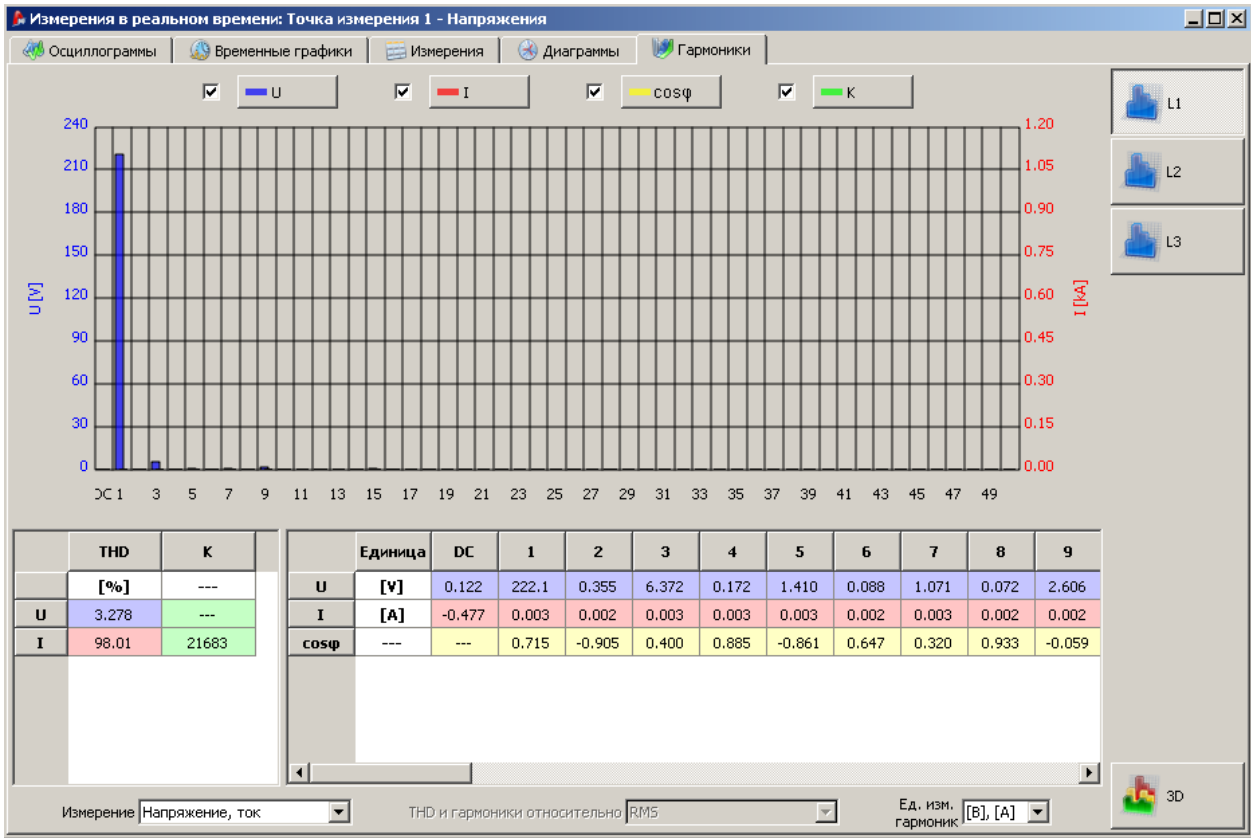 Измерения в реальном времени: Точка измерения 1 - Напряжения
Осциллограммы Временные графики Измерения Диаграммы Гармоники
U I cosφ K
L1
L2
L3
240 1.20
210 1.05
180 0.90
150 0.75
120 0.60
90 0.45
60 0.30
30 0.15
0 0.00
U [V]
I [kA]
DC 1 3 5 7 9 11 13 15 17 19 21 23 25 27 29 31 33 35 37 39 41 43 45 47 49
THD K
[%] ---
U 3.278 ---
I 98.01 21683
Единица DC 1 2 3 4 5 6 7 8 9
U [V] 0.122 222.1 0.355 6.372 0.172 1.410 0.088 1.071 0.072 2.606
I [A] -0.477 0.003 0.002 0.003 0.003 0.003 0.002 0.003 0.002 0.002
cosφ --- --- 0.715 -0.905 0.400 0.885 -0.861 0.647 0.320 0.933 -0.059
3D
Измерение Напряжение, ток
THD и гармоники относительно RMS
Ед. изм.
гармоник [В], [A]